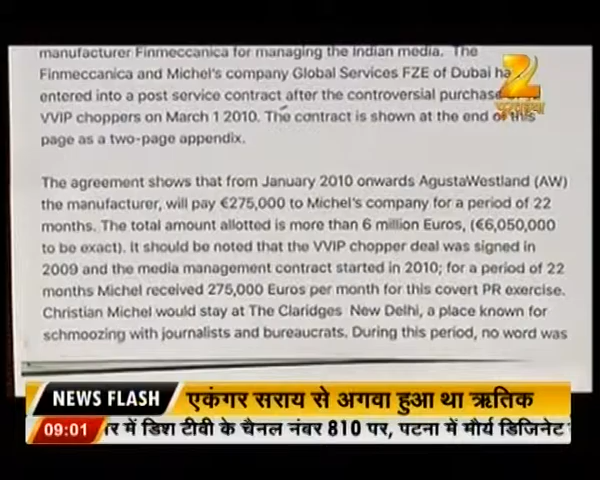 manufacturer Finmeccanica for managing the Indian media. The
Finmeccanica and Michel's company Global Services FZE of Dubai ha
entered into a post service contract after the controversial purchase
VVIP choppers on March 1 2010. The contract is shown at the end of this
page as a two-page appendix.
The agreement shows that from January 2010 onwards AgustaWestland (AW)
the manufacturer, will pay €275,000 to Michel's company for a period of 22
months. The total amount allotted is more than 6 million Euros, (€6,050,000
to be exact). It should be noted that the VVIP chopper deal was signed in
2009 and the media management contract started in 2010; for a period of 22
months Michel received 275,000 Euros per month for this covert PR exercise.
Christian Michel would stay at The Claridges New Delhi, a place known for
schmoozing with journalists and bureaucrats. During this period, no word was
NEWS FLASH
एकंगर सराय से अगवा हुआ था ऋतिक
09:01
र में डिश टीवी के चैनल नंबर 810 पर, पटना में मौर्य डिजिनेट